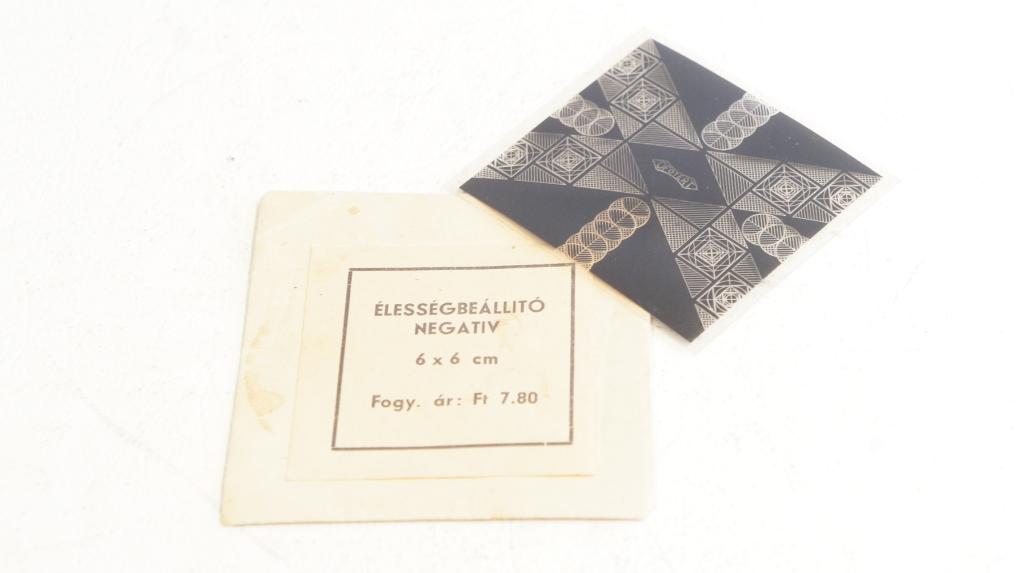 ÉLESSÉGBEÁLLITÓ
NEGATIV
6 x 6 cm
Fogy. ár: Ft 7.80